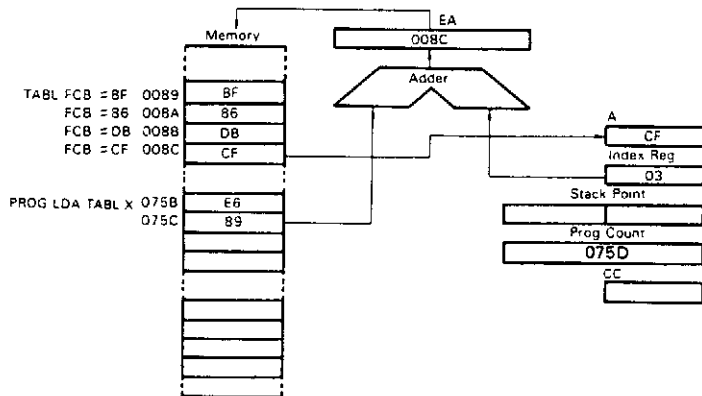 EA
Memory
008C
Adder
TABL FCB = BF 0089 BF
FCB = 86 008A 86
FCB = DB 008B DB
FCB = CF 008C CF
A
CF
Index Reg
03
PROG LDA TABL X 075B E6
075C 89
Stack Point
Prog Count
075D
CC